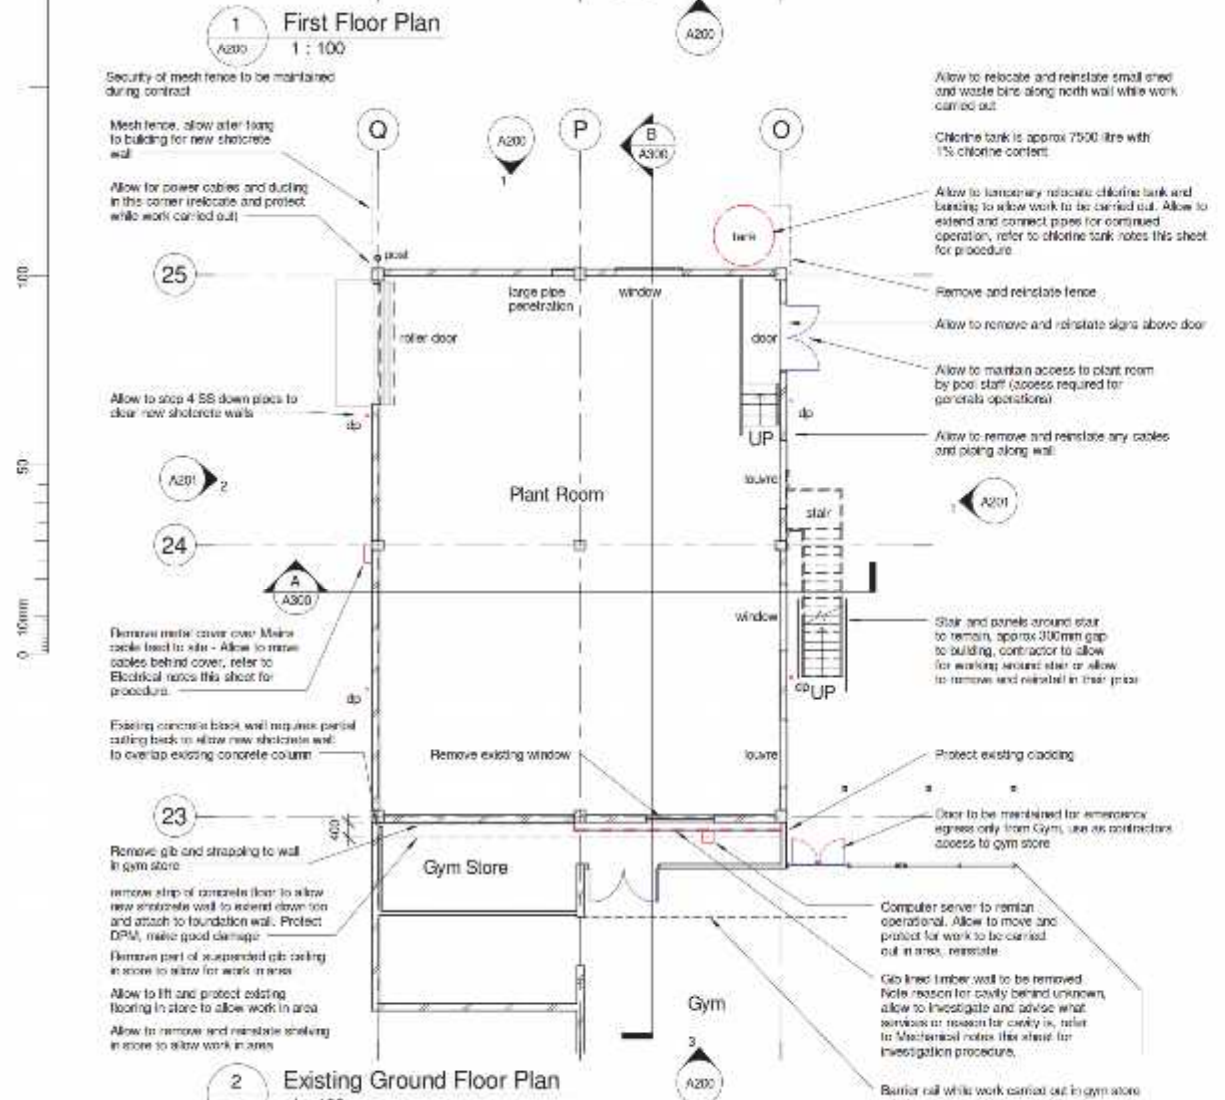 1
A200
First Floor Plan
1 : 100
A200
Security of mesh fence to be maintained
during contract
Mesh fence, allow alter fixing
to building for new shotcrete
wall
Allow for power cables and ducting
in this corner (relocate and protect
while work carried out)
Q
A200
1
P
B
A300
O
Allow to relocate and reinstate small shed
and waste bins along north wall while work
carried out
Chlorine tank is approx 7500 litre with
1% chlorine content
Allow to temporary relocate chlorine tank and
bunding to allow work to be carried out. Allow to
extend and connect pipes for continued
operation, refer to chlorine tank notes this sheet
for procedure
tank
post
25
100
large pipe
penetration
window
Remove and reinstate fence
roller door
door
Allow to remove and reinstate signs above door
Allow to maintain access to plant room
by pool staff (access required for
generals operations)
Allow to step 4 SS down pipes to
clear new shotcrete walls
dp
dp
UP
Allow to remove and reinstate any cables
and piping along wall
50
A201
2
Plant Room
louvre
stair
A201
24
A
A300
10mm
0
window
Remove metal cover over Mains
cable feed to site - Allow to move
cables behind cover, refer to
Electrical notes this sheet for
procedure.
Stair and panels around stair
to remain, approx 300mm gap
to building, contractor to allow
for working around stair or allow
to remove and reinstall in their price
dp
dp
UP
Existing concrete block wall requires partial
cutting back to allow new shotcrete wall
to overlap existing concrete column
Remove existing window
louvre
Protect existing cladding
23
400
Door to be maintained for emergency
egress only from Gym, use as contractors
access to gym store
Remove gib and strapping to wall
in gym store
Gym Store
remove strip of concrete floor to allow
new shotcrete wall to extend down too
and attach to foundation wall. Protect
DPM, make good damage
Computer server to remian
operational. Allow to move and
protect for work to be carried
out in area, reinstate
Remove part of suspended gib ceiling
in store to allow for work in area
Allow to lift and protect existing
flooring in store to allow work in area
Allow to remove and reinstate shelving
in store to allow work in area
Gib lined timber wall to be removed
Note reason for cavity behind unknown,
allow to investigate and advise what
services or reason for cavity is, refer
to Mechanical notes this sheet for
investigation procedure.
Gym
3
A200
Barrier rail while work carried out in gym store
2
Existing Ground Floor Plan